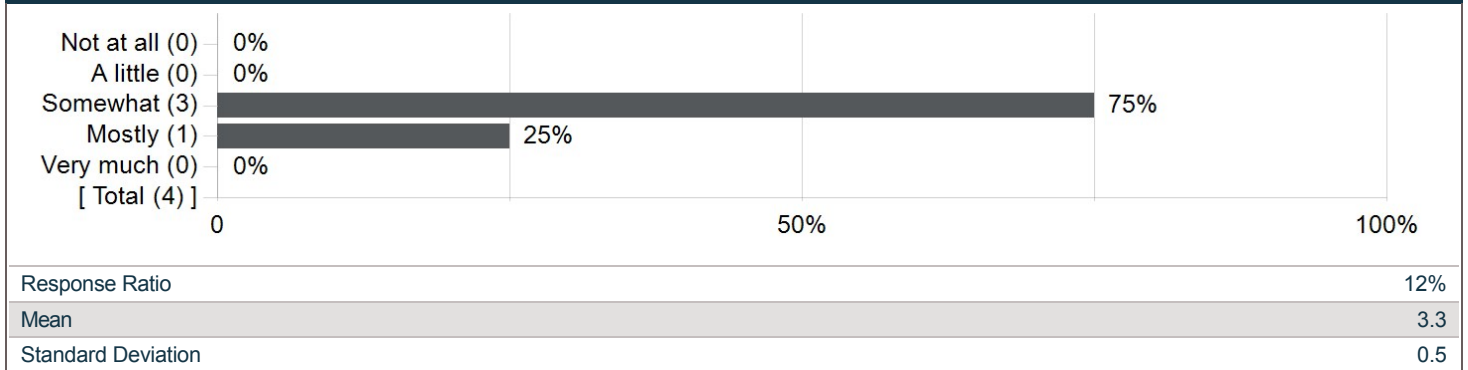 Not at all (0) 0%
A little (0) 0%
Somewhat (3) 75%
Mostly (1) 25%
Very much (0) 0%
[ Total (4) ]
0 50% 100%
Response Ratio 12%
Mean 3.3
Standard Deviation 0.5